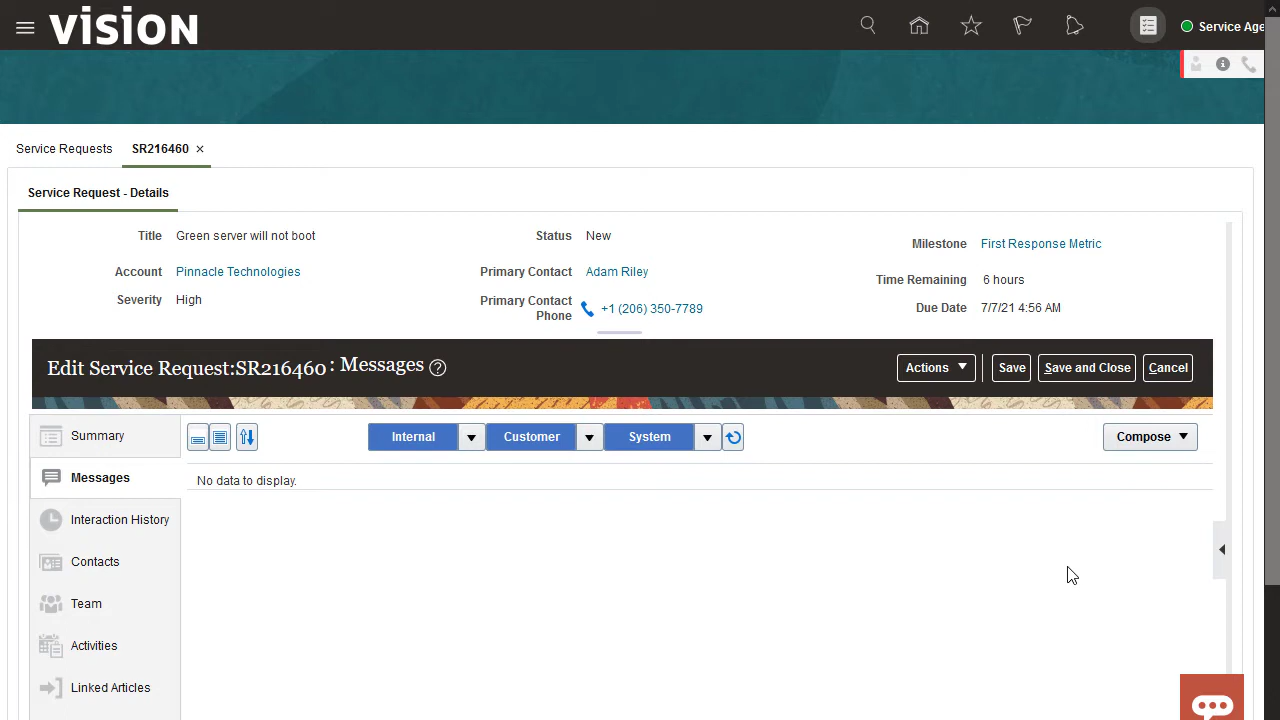 VISION
Service Age
Service Requests
SR216460 ×
Service Request - Details
Title Green server will not boot
Status New
Milestone First Response Metric
Account Pinnacle Technologies
Primary Contact Adam Riley
Time Remaining 6 hours
Severity High
Primary Contact Phone +1 (206) 350-7789
Due Date 7/7/21 4:56 AM
Edit Service Request:SR216460 : Messages ?
Actions
Save
Save and Close
Cancel
Summary
Internal
Customer
System
Compose
Messages
No data to display.
Interaction History
Contacts
Team
Activities
Linked Articles